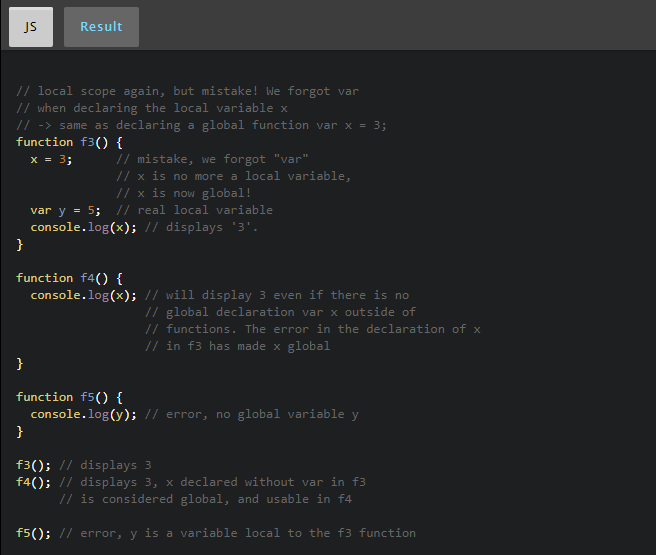 JS
Result
// local scope again, but mistake! We forgot var
// when declaring the local variable x
// -> same as declaring a global function var x = 3;
function f3() {
  x = 3;      // mistake, we forgot "var"
              // x is no more a local variable,
              // x is now global!
  var y = 5;  // real local variable
  console.log(x); // displays '3'.
}
function f4() {
  console.log(x); // will display 3 even if there is no
                  // global declaration var x outside of
                  // functions. The error in the declaration of x
                  // in f3 has made x global
}
function f5() {
  console.log(y); // error, no global variable y
}
f3(); // displays 3
f4(); // displays 3, x declared without var in f3
      // is considered global, and usable in f4
f5(); // error, y is a variable local to the f3 function